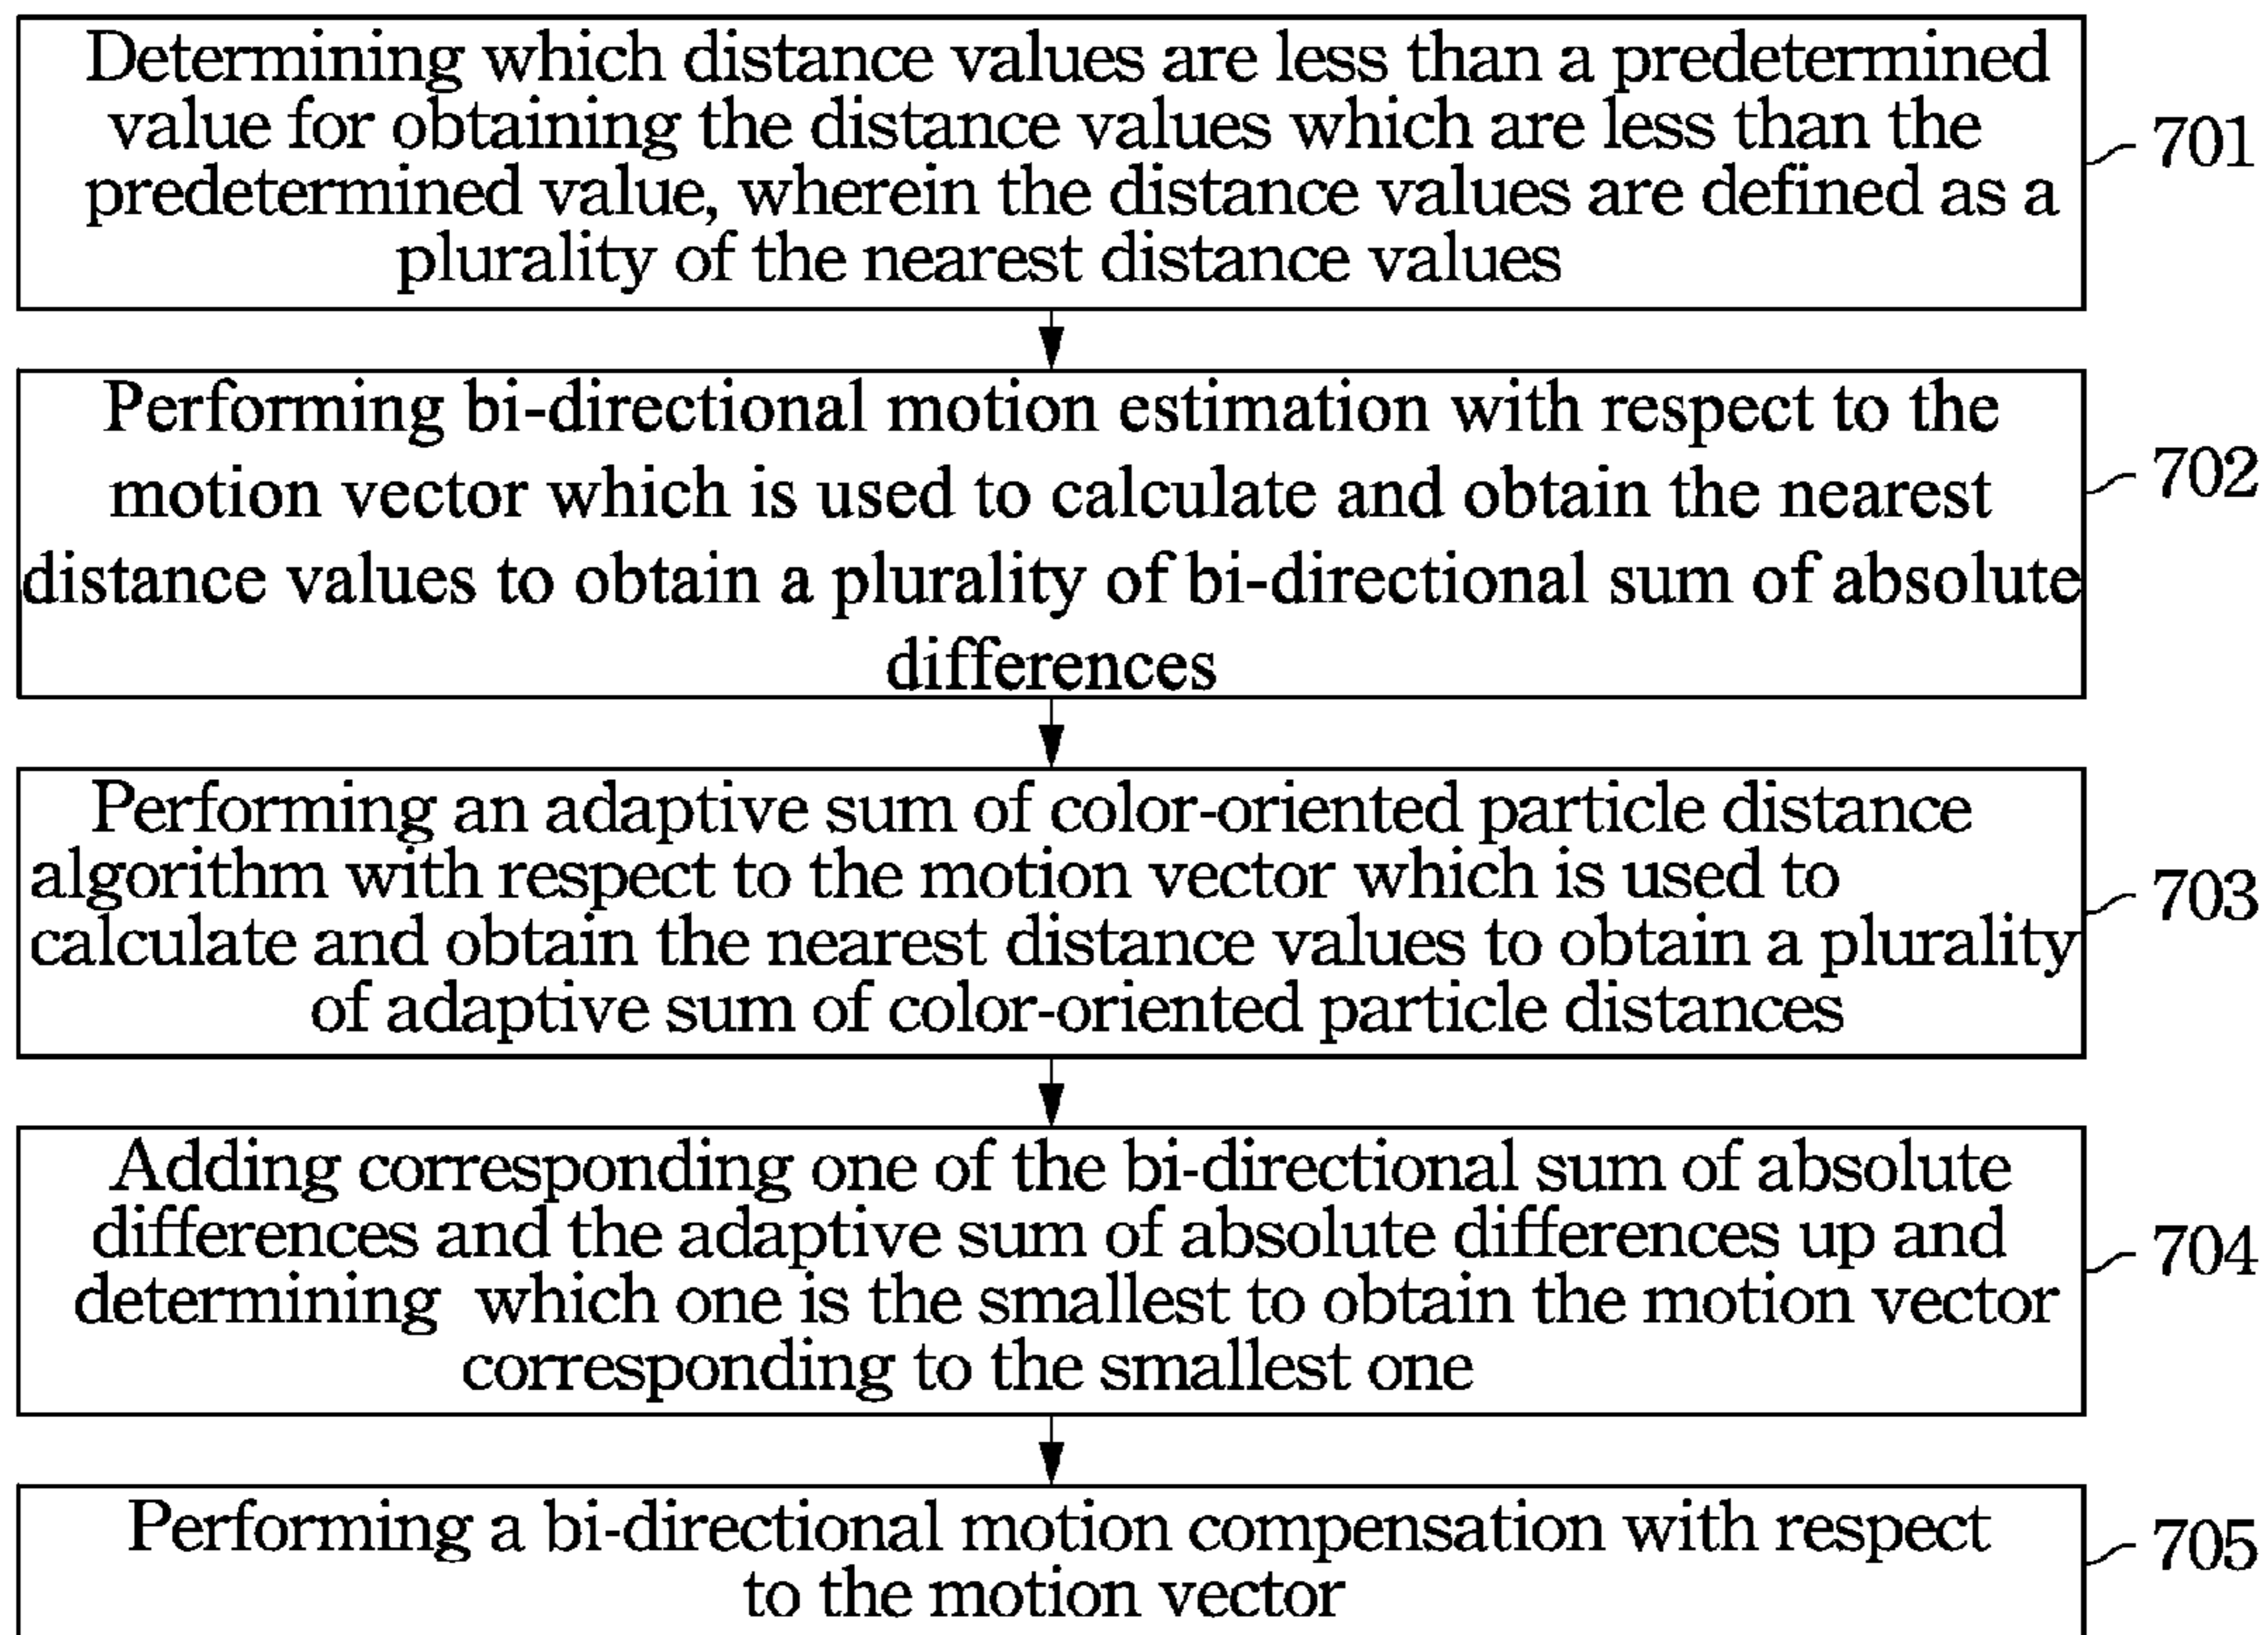 Determining which distance values are less than a predetermined
value for obtaining the distance values which are less than the
predetermined value, wherein the distance values are defined as a
plurality of the nearest distance values
701
Performing bi-directional motion estimation with respect to the
motion vector which is used to calculate and obtain the nearest
distance values to obtain a plurality of bi-directional sum of absolute
differences
702
Performing an adaptive sum of color-oriented particle distance
algorithm with respect to the motion vector which is used to
calculate and obtain the nearest distance values to obtain a plurality
of adaptive sum of color-oriented particle distances
703
Adding corresponding one of the bi-directional sum of absolute
differences and the adaptive sum of absolute differences up and
determining which one is the smallest to obtain the motion vector
corresponding to the smallest one
704
Performing a bi-directional motion compensation with respect
to the motion vector
705